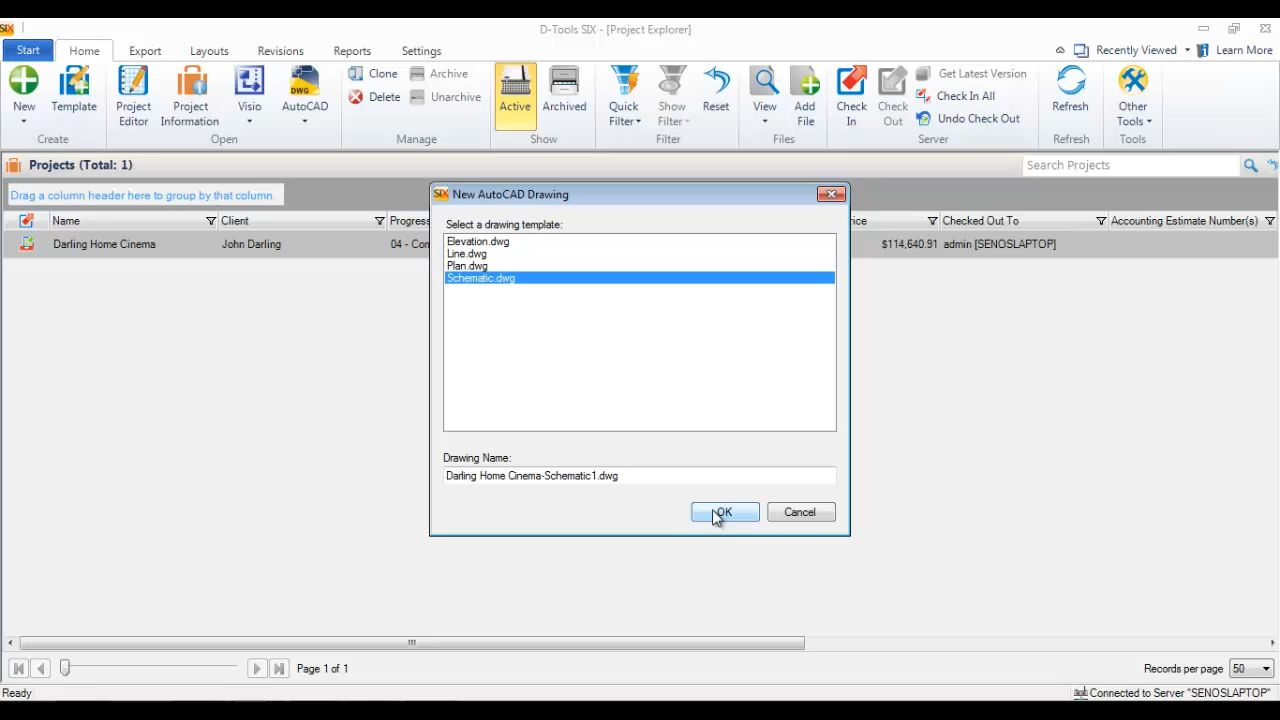 SIX D-Tools SIX - [Project Explorer]
Start Home Export Layouts Revisions Reports Settings Recently Viewed Learn More
New Template Project Editor Project Information Visio DWG AutoCAD Clone Delete Archive Unarchive Active Archived Quick Filter Show Filter Reset View Add File Check In Check Out Get Latest Version Check In All Undo Check Out Refresh Other Tools
Create Open Manage Show Filter Files Server Refresh Tools
Projects (Total: 1) Search Projects
Drag a column header here to group by that column.
Name Client Progress Checked Out To Accounting Estimate Number(s)
Darling Home Cinema John Darling 04 - $114,640.91 admin [SENOSLAPTOP]
SIX New AutoCAD Drawing
Select a drawing template:
Elevation.dwg
Line.dwg
Plan.dwg
Schematic.dwg
Drawing Name:
Darling Home Cinema-Schematic1.dwg
OK Cancel
Page 1 of 1 Records per page 50
Ready Connected to Server "SENOSLAPTOP"